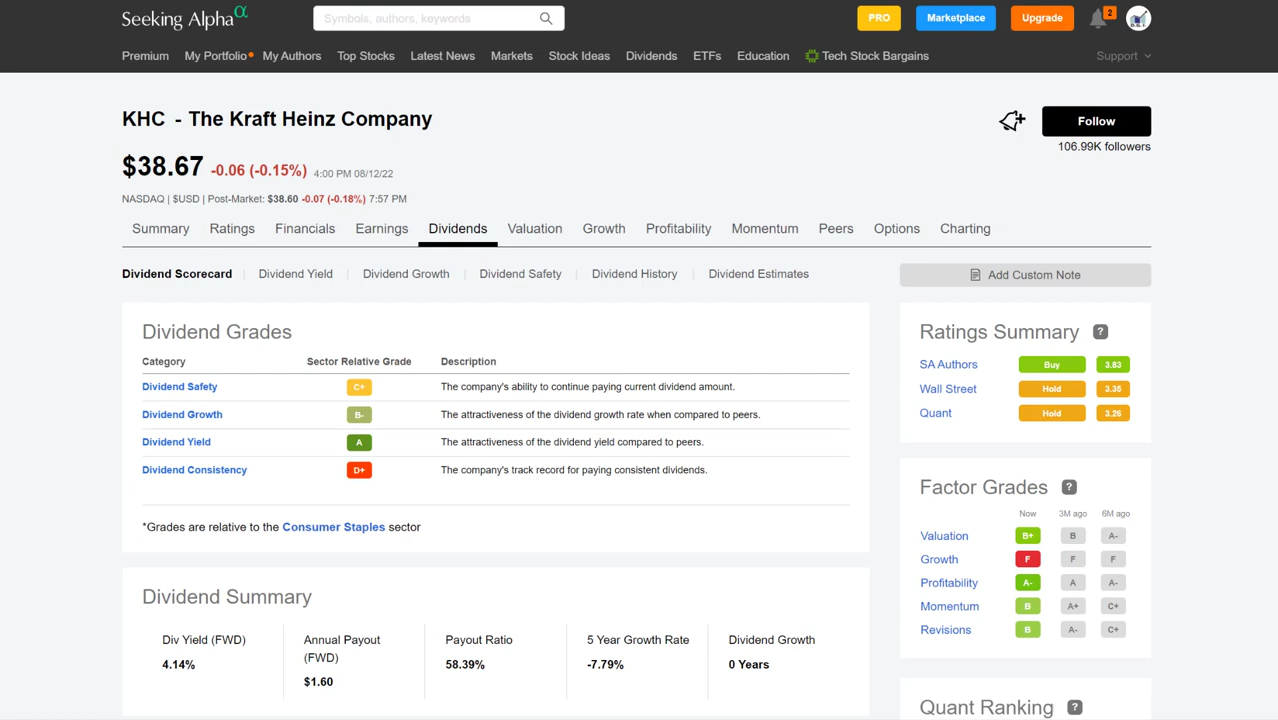 Seeking Alpha α
Symbols, authors, keywords
PRO
Marketplace
Upgrade
2
Premium
My Portfolio
My Authors
Top Stocks
Latest News
Markets
Stock Ideas
Dividends
ETFs
Education
Tech Stock Bargains
Support
KHC - The Kraft Heinz Company
Follow
106.99K followers
$38.67 -0.06 (-0.15%) 4:00 PM 08/12/22
NASDAQ | $USD | Post-Market: $38.60 -0.07 (-0.18%) 7:57 PM
Summary
Ratings
Financials
Earnings
Dividends
Valuation
Growth
Profitability
Momentum
Peers
Options
Charting
Dividend Scorecard
Dividend Yield
Dividend Growth
Dividend Safety
Dividend History
Dividend Estimates
Add Custom Note
Dividend Grades
Category Sector Relative Grade Description
Dividend Safety C+ The company's ability to continue paying current dividend amount.
Dividend Growth B- The attractiveness of the dividend growth rate when compared to peers.
Dividend Yield A The attractiveness of the dividend yield compared to peers.
Dividend Consistency D+ The company's track record for paying consistent dividends.
*Grades are relative to the Consumer Staples sector
Dividend Summary
Div Yield (FWD)
4.14%
Annual Payout
(FWD)
$1.60
Payout Ratio
58.39%
5 Year Growth Rate
-7.79%
Dividend Growth
0 Years
Ratings Summary ?
SA Authors Buy 3.83
Wall Street Hold 3.35
Quant Hold 3.26
Factor Grades ?
Now 3M ago 6M ago
Valuation B+ B A-
Growth F F F
Profitability A- A A-
Momentum B A+ C+
Revisions B A- C+
Quant Ranking ?